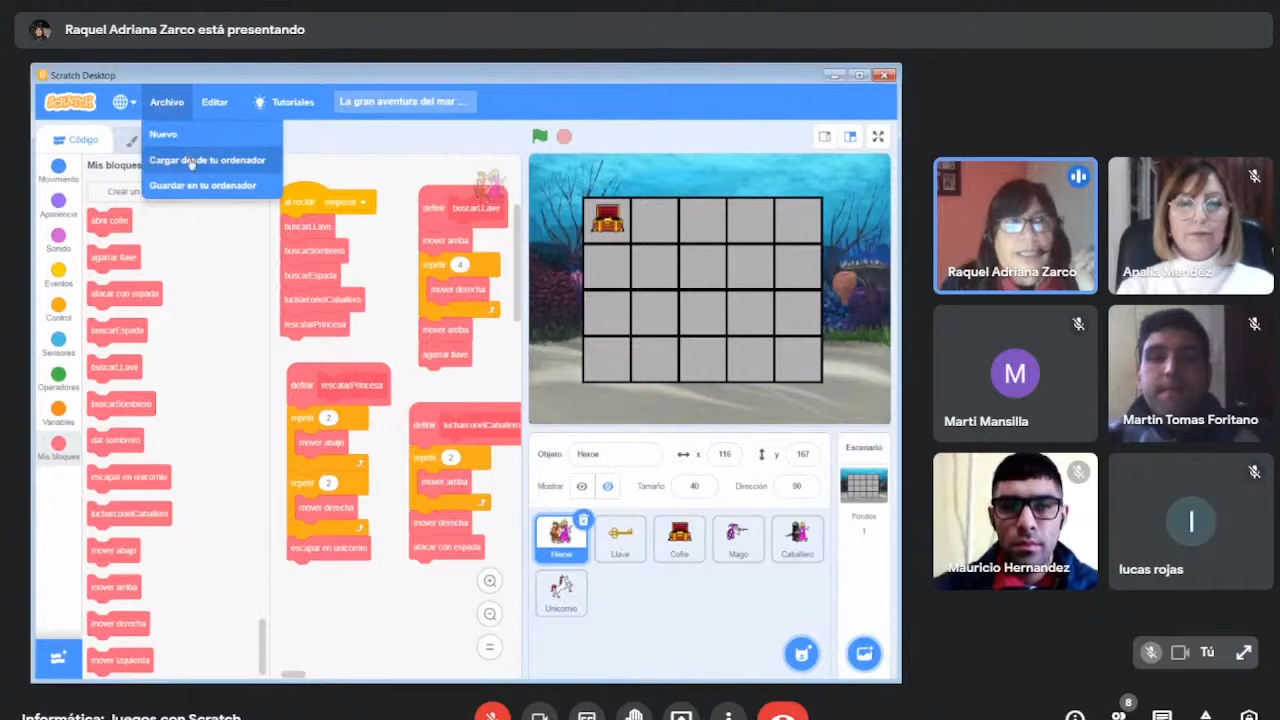 Raquel Adriana Zarco está presentando
Scratch Desktop
SCRATCH
Archivo
Editar
Tutoriales
La gran aventura del mar ...
Nuevo
Cargar desde tu ordenador
Guardar en tu ordenador
Código
Mis bloques
Crear un
Movimiento
Apariencia
Sonido
Eventos
Control
Sensores
Operadores
Variables
Mis bloques
abrir cofre
agarrar llave
atacar con espada
buscarEspada
buscarLlave
buscarSombrero
dar sombrero
escapar en unicornio
lucharconelCaballero
mover abajo
mover arriba
mover derecha
mover izquierda
al recibir empezar
buscarLlave
buscarSombrero
buscarEspada
lucharconelCaballero
rescatarPrincesa
definir rescatarPrincesa
repetir 2
mover abajo
repetir 2
mover derecha
escapar en unicornio
definir buscarLlave
mover arriba
repetir 4
mover derecha
mover arriba
agarrar llave
definir lucharconelCaballero
repetir 2
mover arriba
mover derecha
atacar con espada
Objeto Heroe x 116 y 167
Mostrar Tamaño 40 Dirección 90
Heroe
Llave
Cofre
Mago
Caballero
Unicornio
Escenario
Fondos
1
Raquel Adriana Zarco
Analia Mendez
M
Marti Mansilla
Martin Tomas Foritano
Mauricio Hernandez
I
lucas rojas
Tú
8
Informática: Juegos con Scratch